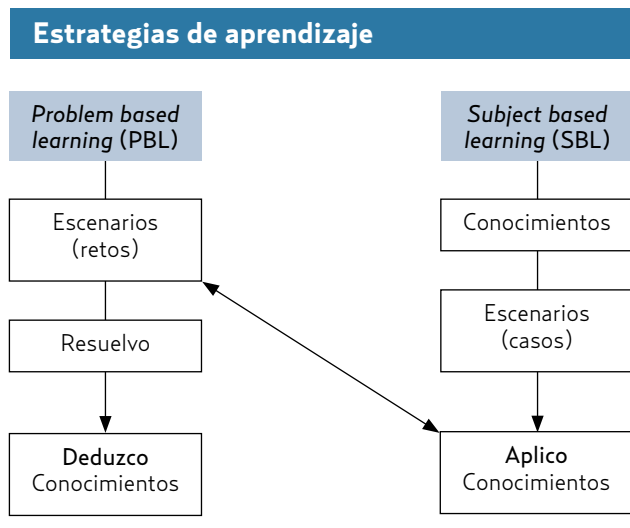 Estrategias de aprendizaje
Problem based
learning (PBL)
Escenarios
(retos)
Resuelvo
Deduzco
Conocimientos
Subject based
learning (SBL)
Conocimientos
Escenarios
(casos)
Aplico
Conocimientos